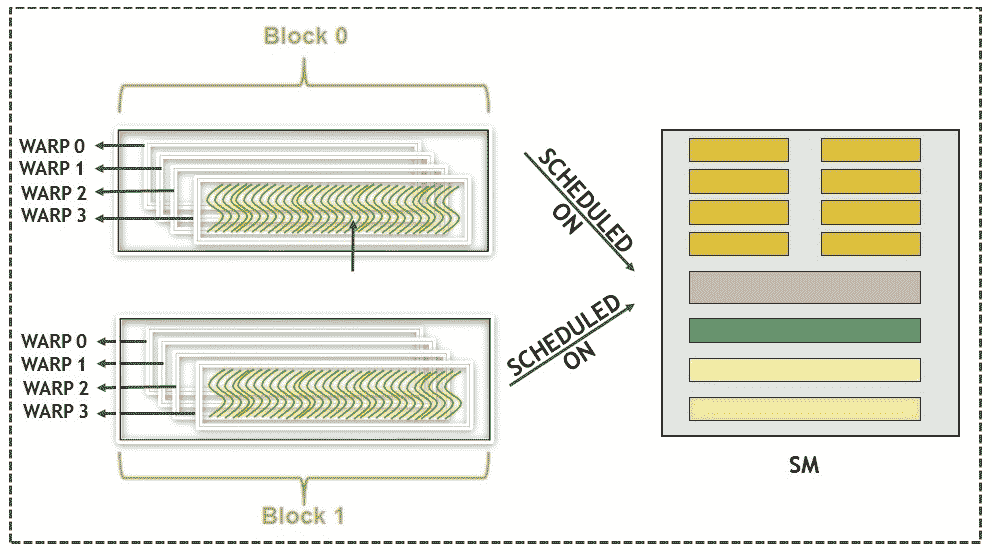 Block 0
WARP 0
WARP 1
WARP 2
WARP 3
SCHEDULED
ON
WARP 0
WARP 1
WARP 2
WARP 3
SCHEDULED
ON
SM
Block 1